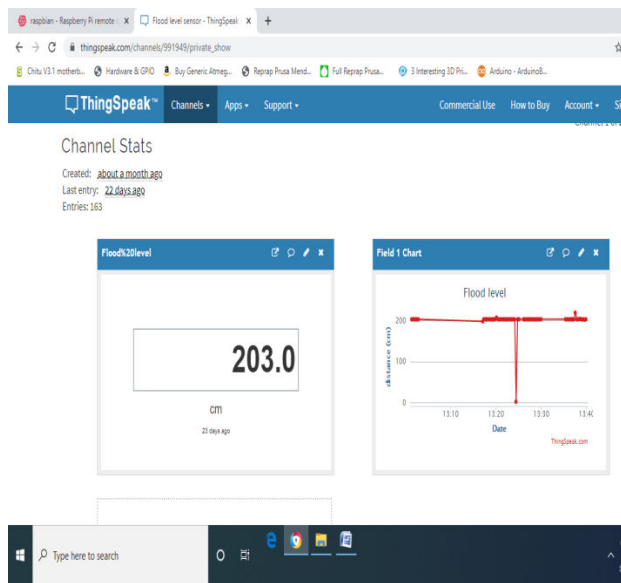 raspbian - Raspberry Pi remote c X Flood level sensor - ThingSpeak X +
thingspeak.com/channels/991949/private_show
Chitu V3.1 motherb... Hardware & GPIO Buy Generic Atmeg... Reprap Prusa Mend... Full Reprap Prusa... 3 Interesting 3D Pri... Arduino - ArduinoB...
ThingSpeak™ Channels Apps Support Commercial Use How to Buy Account
Channel Stats
Created: about a month ago
Last entry: 22 days ago
Entries: 163
Flood%20level
203.0
cm
23 days ago
Field 1 Chart
Flood level
distance (cm)
200
100
0
13:10 13:20 13:30 13:40
Date
ThingSpeak.com
Type here to search